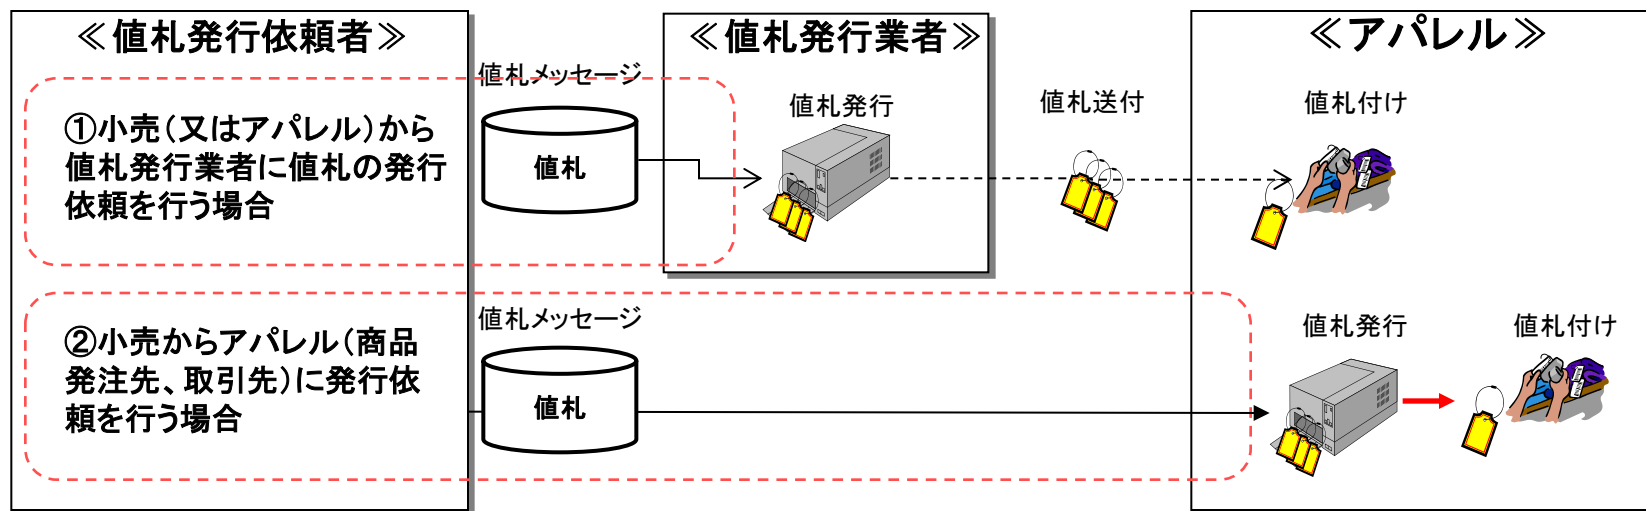 ≪値札発行依頼者≫
≪値札発行業者≫
≪アパレル≫
①小売(又はアパレル)から
値札発行業者に値札の発行
依頼を行う場合
値札メッセージ
値札
値札発行
値札送付
値札付け
②小売からアパレル(商品
発注先、取引先)に発行依
頼を行う場合
値札メッセージ
値札
値札発行
値札付け